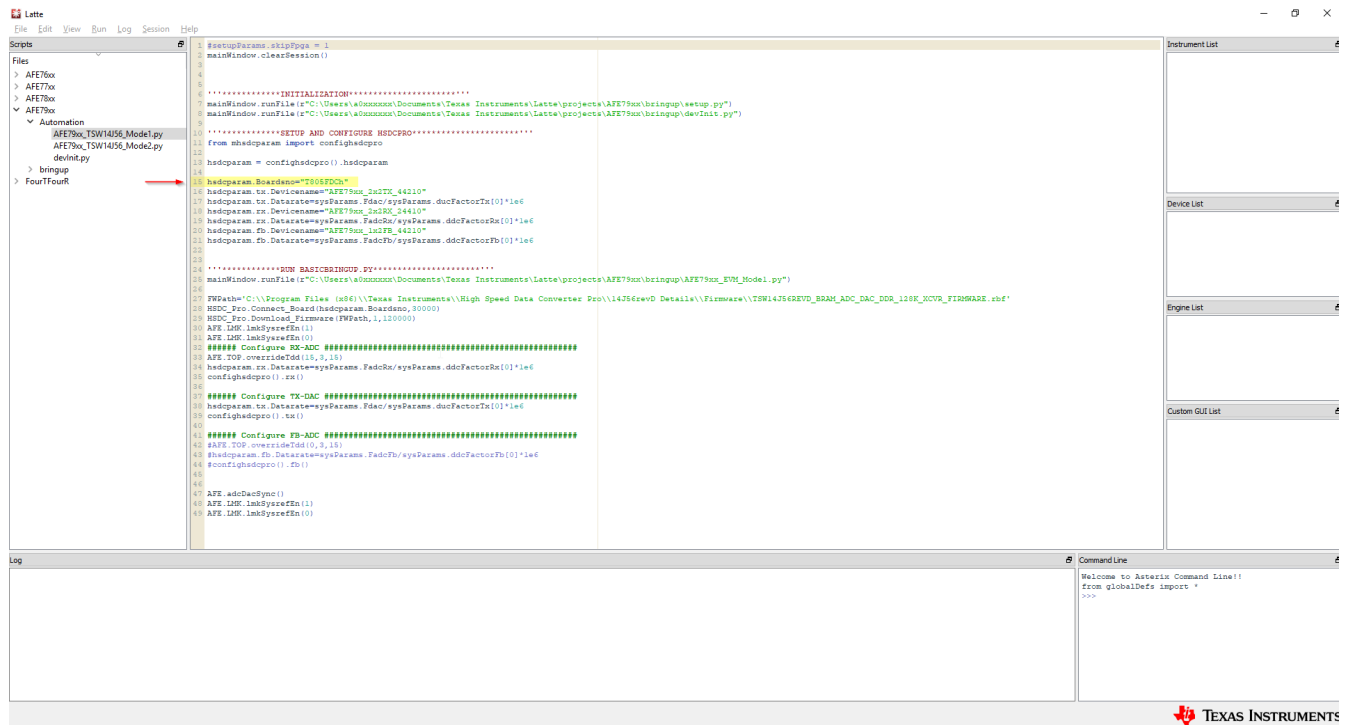 Latte
File Edit View Run Log Session Help
Scripts
Files
AFE76xx
AFE77xx
AFE78xx
AFE79xx
Automation
AFE79xx_TSW14J56_Mode1.py
AFE79xx_TSW14J56_Mode2.py
devInit.py
bringup
FourTFourR
1 #setupParams.skipFpga = 1
2 mainWindow.clearSession()
3
4
5
6 '''************INITIALIZATION**********************'''
7 mainWindow.runFile(r"C:\Users\a0xxxxxx\Documents\Texas Instruments\Latte\projects\AFE79xx\bringup\setup.py")
8 mainWindow.runFile(r"C:\Users\a0xxxxxx\Documents\Texas Instruments\Latte\projects\AFE79xx\bringup\devInit.py")
9
10 '''************SETUP AND CONFIGURE HSDCPRO**********************'''
11 from mhsdcparam import confighsdcpro
12
13 hsdcparam = confighsdcpro().hsdcparam
14
15 hsdcparam.Boardsno="T805FDCh"
16 hsdcparam.tx.Devicename="AFE79xx_2x2TX_44210"
17 hsdcparam.tx.Datarate=sysParams.Fdac/sysParams.ducFactorTx[0]*1e6
18 hsdcparam.rx.Devicename="AFE79xx_2x2RX_24410"
19 hsdcparam.rx.Datarate=sysParams.FadcRx/sysParams.ddcFactorRx[0]*1e6
20 hsdcparam.fb.Devicename="AFE79xx_1x2FB_44210"
21 hsdcparam.fb.Datarate=sysParams.FadcFb/sysParams.ddcFactorFb[0]*1e6
22
23
24 '''************RUN BASICBRINGUP.PY**********************'''
25 mainWindow.runFile(r"C:\Users\a0xxxxxx\Documents\Texas Instruments\Latte\projects\AFE79xx\bringup\AFE79xx_EVM_Mode1.py")
26
27 FWPath='C:\\Program Files (x86)\\Texas Instruments\\High Speed Data Converter Pro\\14J56revD Details\\Firmware\\TSW14J56REVD_BRAM_ADC_DAC_DDR_128K_XCVR_FIRMWARE.rbf'
28 HSDC_Pro.Connect_Board(hsdcparam.Boardsno,30000)
29 HSDC_Pro.Download_Firmware(FWPath,1,120000)
30 AFE.LMK.lmkSysrefEn(1)
31 AFE.LMK.lmkSysrefEn(0)
32 ###### Configure RX-ADC ####################################################
33 AFE.TOP.overrideTdd(15,3,15)
34 hsdcparam.rx.Datarate=sysParams.FadcRx/sysParams.ddcFactorRx[0]*1e6
35 confighsdcpro().rx()
36
37 ###### Configure TX-DAC ####################################################
38 hsdcparam.tx.Datarate=sysParams.Fdac/sysParams.ducFactorTx[0]*1e6
39 confighsdcpro().tx()
40
41 ###### Configure FB-ADC ####################################################
42 #AFE.TOP.overrideTdd(0,3,15)
43 #hsdcparam.fb.Datarate=sysParams.FadcFb/sysParams.ddcFactorFb[0]*1e6
44 #confighsdcpro().fb()
45
46
47 AFE.adcDacSync()
48 AFE.LMK.lmkSysrefEn(1)
49 AFE.LMK.lmkSysrefEn(0)
Instrument List
Device List
Engine List
Custom GUI List
Log
Command Line
Welcome to Asterix Command Line!!
from globalDefs import *
>>>
TEXAS INSTRUMENTS